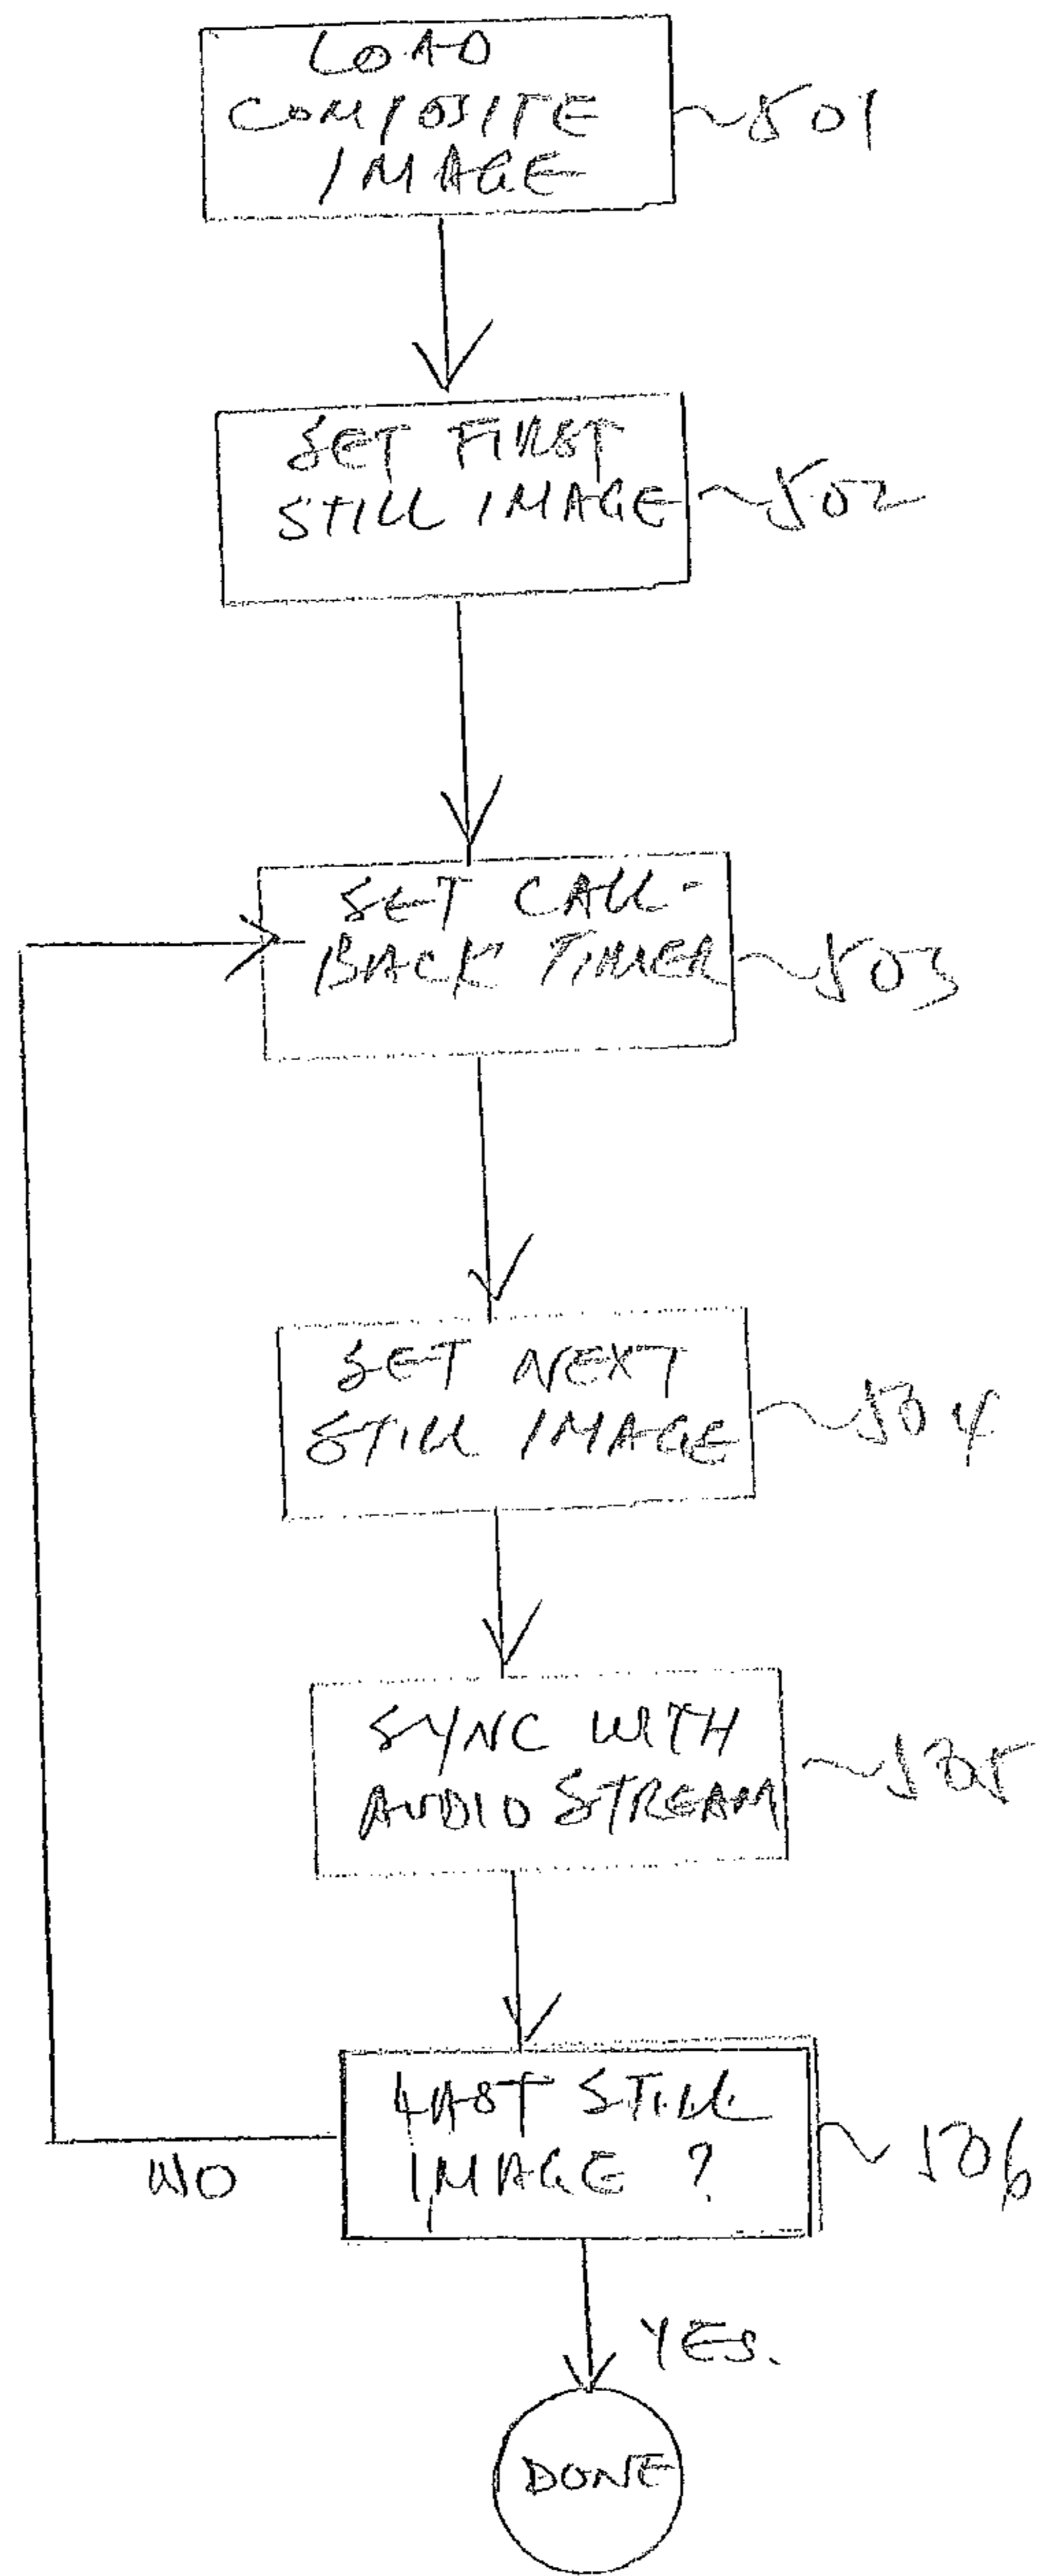 LOAD
COMPOSITE
IMAGE
501
SET FIRST
STILL IMAGE
502
SET CALL-
BACK TIMER
503
SET NEXT
STILL IMAGE
504
SYNC WITH
AUDIO STREAM
505
LAST STILL
IMAGE ?
506
NO
YES.
DONE